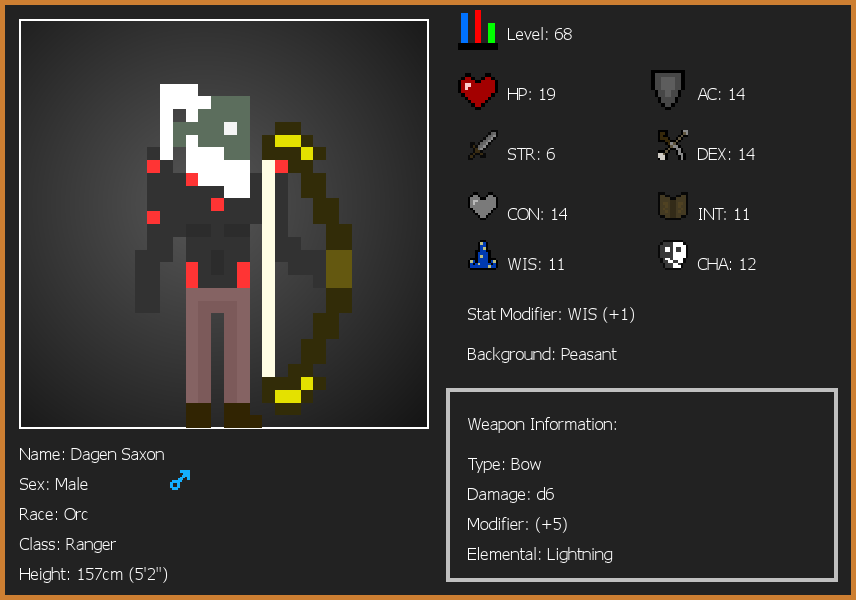 Level: 68
HP: 19
AC: 14
STR: 6
DEX: 14
CON: 14
INT: 11
WIS: 11
CHA: 12
Stat Modifier: WIS (+1)
Background: Peasant
Weapon Information:
Type: Bow
Damage: d6
Modifier: (+5)
Elemental: Lightning
Name: Dagen Saxon
Sex: Male
Race: Orc
Class: Ranger
Height: 157cm (5'2")